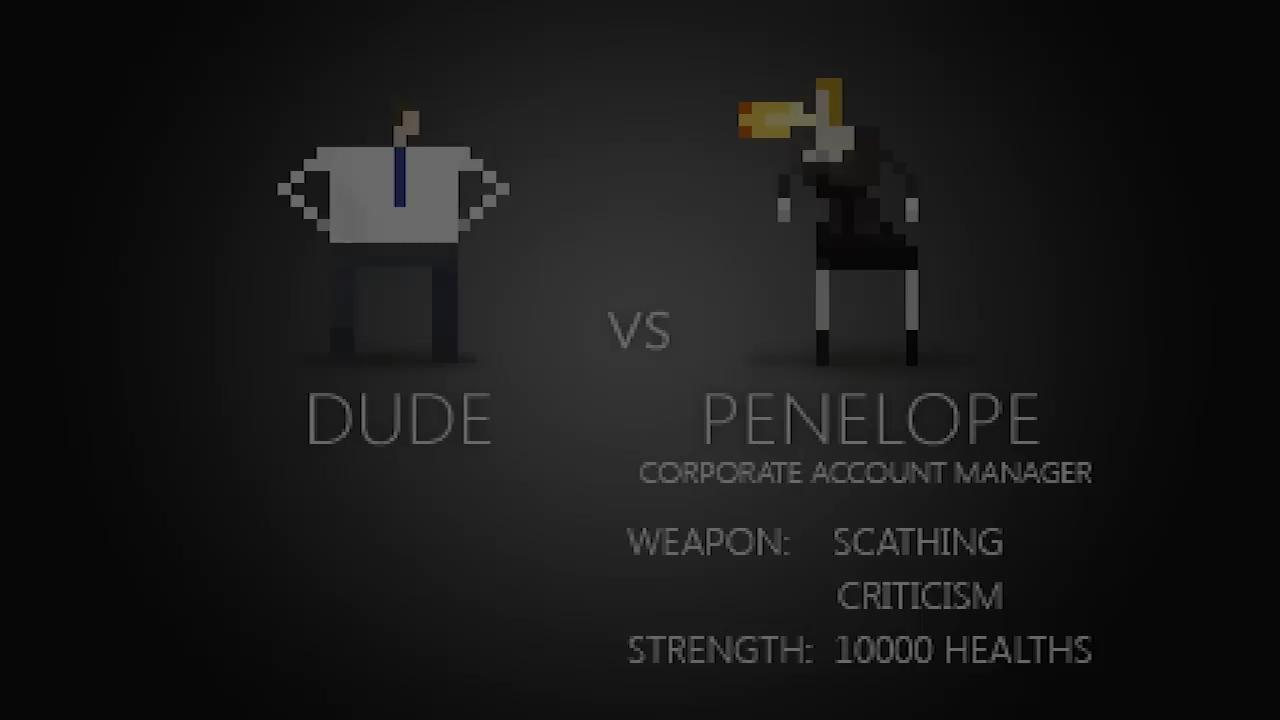 VS
DUDE
PENELOPE
CORPORATE ACCOUNT MANAGER
WEAPON: SCATHING
CRITICISM
STRENGTH: 10000 HEALTHS